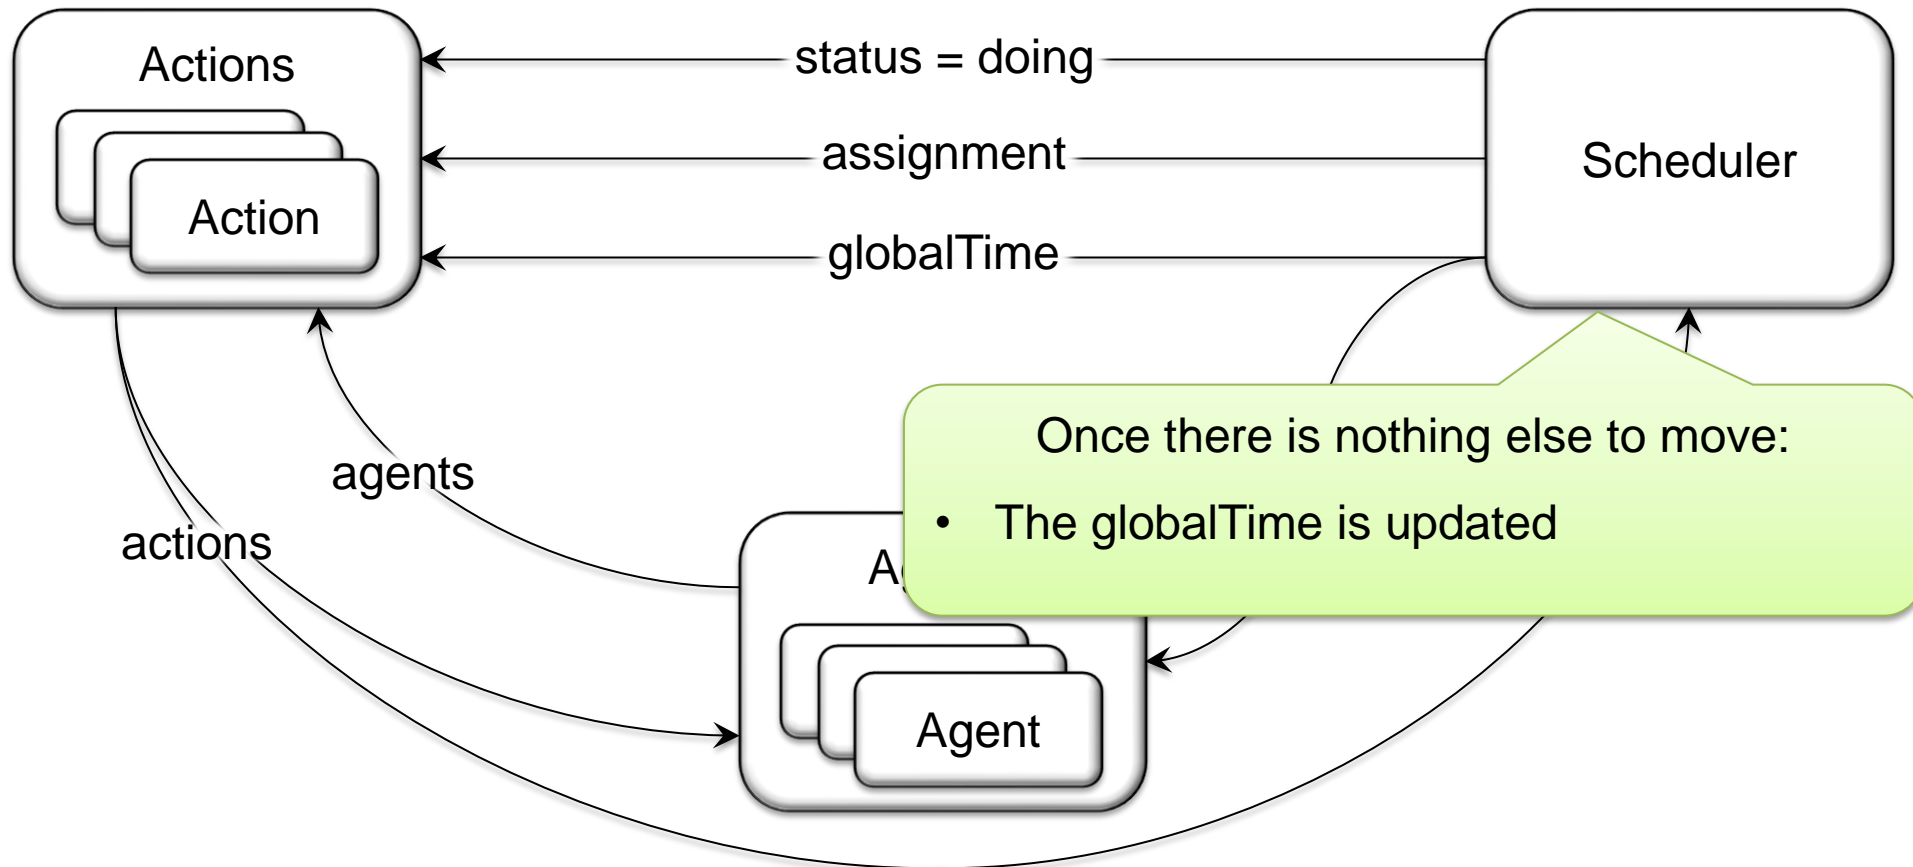 Actions
Action
status = doing
assignment
globalTime
Scheduler
Once there is nothing else to move:
• The globalTime is updated
agents
actions
Agent